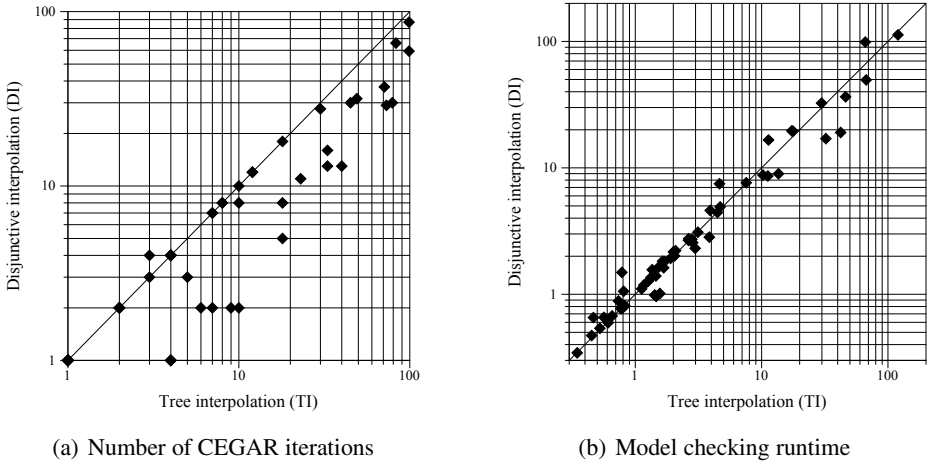 100
10
1
1
10
100
Disjunctive interpolation (DI)
Tree interpolation (TI)
(a) Number of CEGAR iterations
100
10
1
1
10
100
Disjunctive interpolation (DI)
Tree interpolation (TI)
(b) Model checking runtime